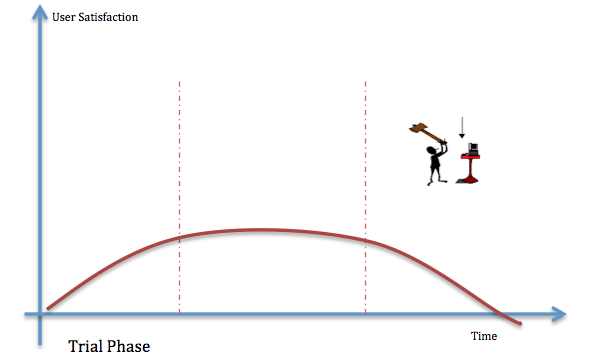 User Satisfaction
Time
Trial Phase